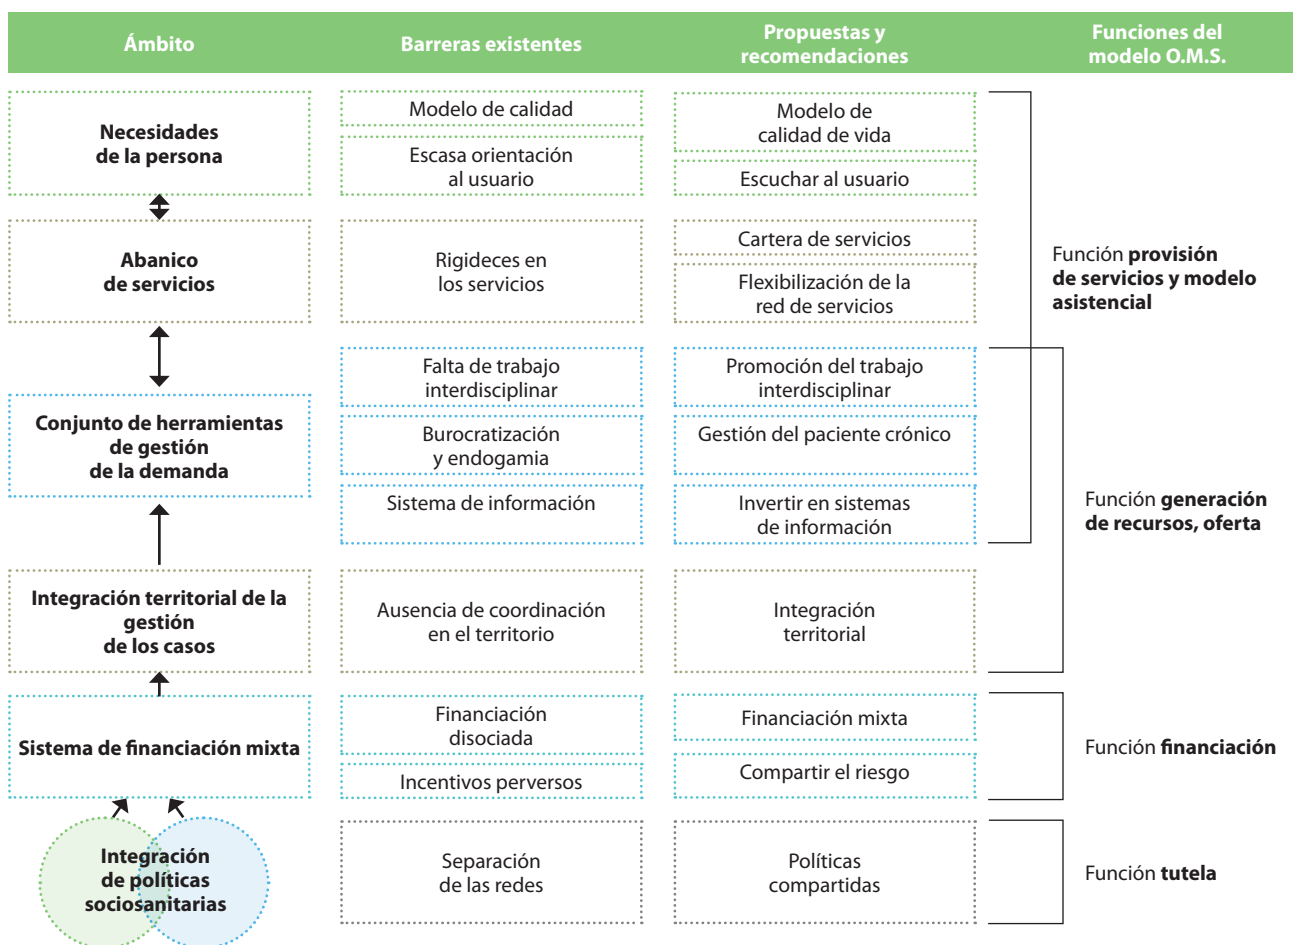 Ámbito
Barreras existentes
Propuestas y
recomendaciones
Funciones del
modelo O.M.S.
Necesidades
de la persona
Modelo de calidad
Escasa orientación
al usuario
Modelo de
calidad de vida
Escuchar al usuario
Abanico
de servicios
Rigideces en
los servicios
Cartera de servicios
Flexibilización de la
red de servicios
Función provisión
de servicios y modelo
asistencial
Conjunto de herramientas
de gestión
de la demanda
Falta de trabajo
interdisciplinar
Burocratización
y endogamia
Sistema de información
Promoción del trabajo
interdisciplinar
Gestión del paciente crónico
Invertir en sistemas
de información
Función generación
de recursos, oferta
Integración territorial de la
gestión
de los casos
Ausencia de coordinación
en el territorio
Integración
territorial
Sistema de financiación mixta
Financiación
disociada
Incentivos perversos
Financiación mixta
Compartir el riesgo
Función financiación
Integración
de políticas
sociosanitarias
Separación
de las redes
Políticas
compartidas
Función tutela